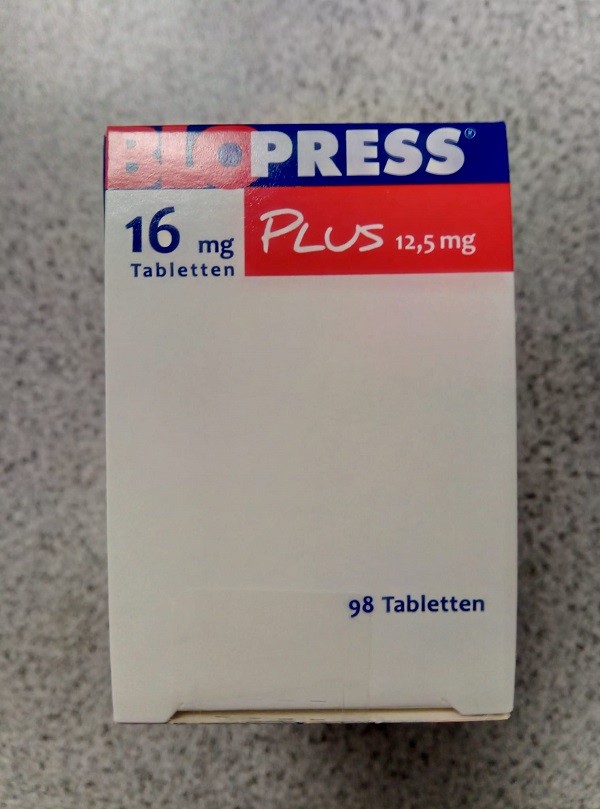 BLOPRESS®
16 mg PLUS 12,5 mg
Tabletten
98 Tabletten